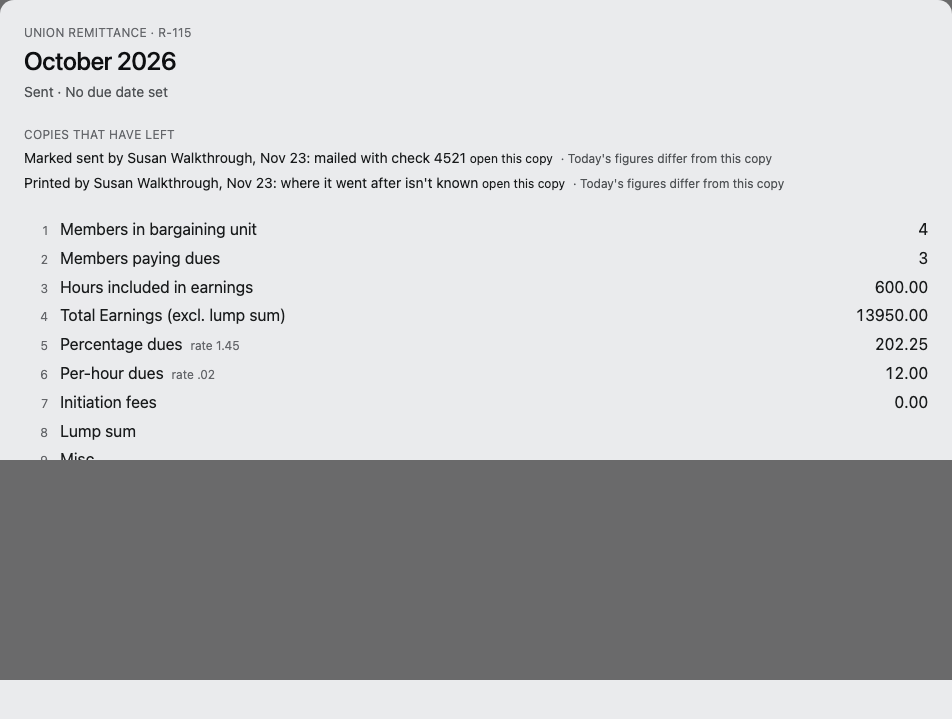 UNION REMITTANCE · R-115
October 2026
Sent · No due date set
COPIES THAT HAVE LEFT
Marked sent by Susan Walkthrough, Nov 23: mailed with check 4521 open this copy · Today's figures differ from this copy
Printed by Susan Walkthrough, Nov 23: where it went after isn't known open this copy · Today's figures differ from this copy
1 Members in bargaining unit 4
2 Members paying dues 3
3 Hours included in earnings 600.00
4 Total Earnings (excl. lump sum) 13950.00
5 Percentage dues rate 1.45 202.25
6 Per-hour dues rate .02 12.00
7 Initiation fees 0.00
8 Lump sum
9 Misc